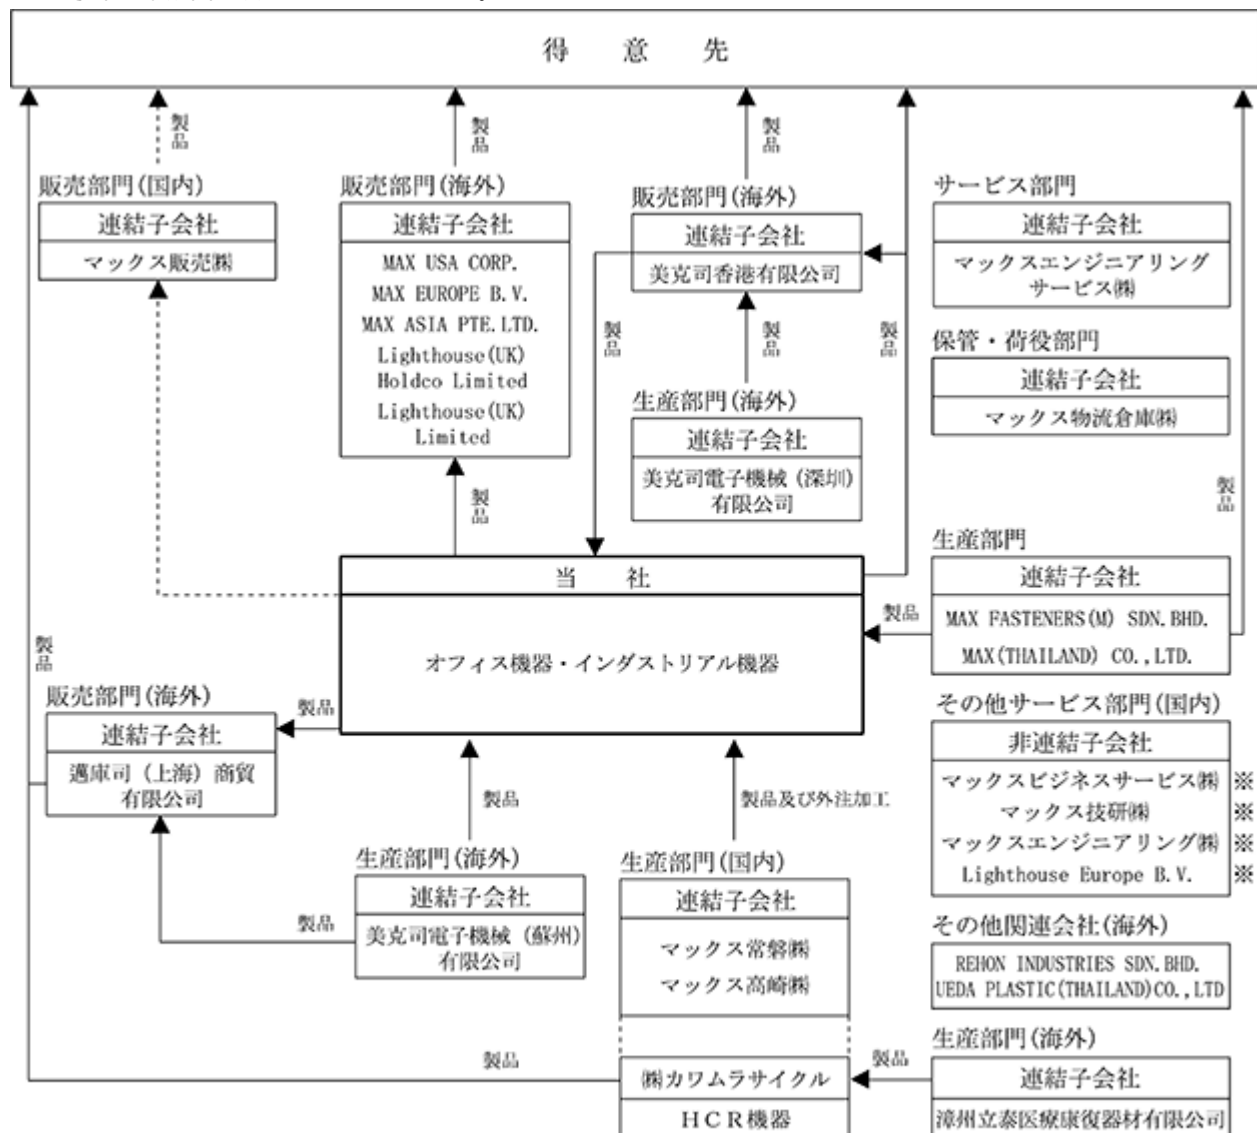 得意先
製品
製品
製品
販売部門(国内)
連結子会社
マックス販売㈱
販売部門(海外)
連結子会社
MAX USA CORP.
MAX EUROPE B.V.
MAX ASIA PTE.LTD.
Lighthouse(UK)
Holdco Limited
Lighthouse(UK)
Limited
販売部門(海外)
連結子会社
美克司香港有限公司
サービス部門
連結子会社
マックスエンジニアリング
サービス㈱
製品
製品
製品
保管・荷役部門
連結子会社
マックス物流倉庫㈱
生産部門(海外)
連結子会社
美克司電子機械（深圳）
有限公司
製品
製品
生産部門
連結子会社
MAX FASTENERS(M) SDN.BHD.
MAX(THAILAND) CO.,LTD.
当社
オフィス機器・インダストリアル機器
製品
製品
販売部門(海外)
連結子会社
邁庫司（上海）商貿
有限公司
製品
その他サービス部門(国内)
非連結子会社
マックスビジネスサービス㈱ ※
マックス技研㈱ ※
マックスエンジニアリング㈱ ※
Lighthouse Europe B.V. ※
製品
製品及び外注加工
生産部門(海外)
連結子会社
美克司電子機械（蘇州）
有限公司
製品
生産部門(国内)
連結子会社
マックス常磐㈱
マックス高崎㈱
その他関連会社(海外)
REHON INDUSTRIES SDN.BHD.
UEDA PLASTIC(THAILAND)CO.,LTD
製品
㈱カワムラサイクル
ＨＣＲ機器
製品
生産部門(海外)
連結子会社
漳州立泰医療康復器材有限公司